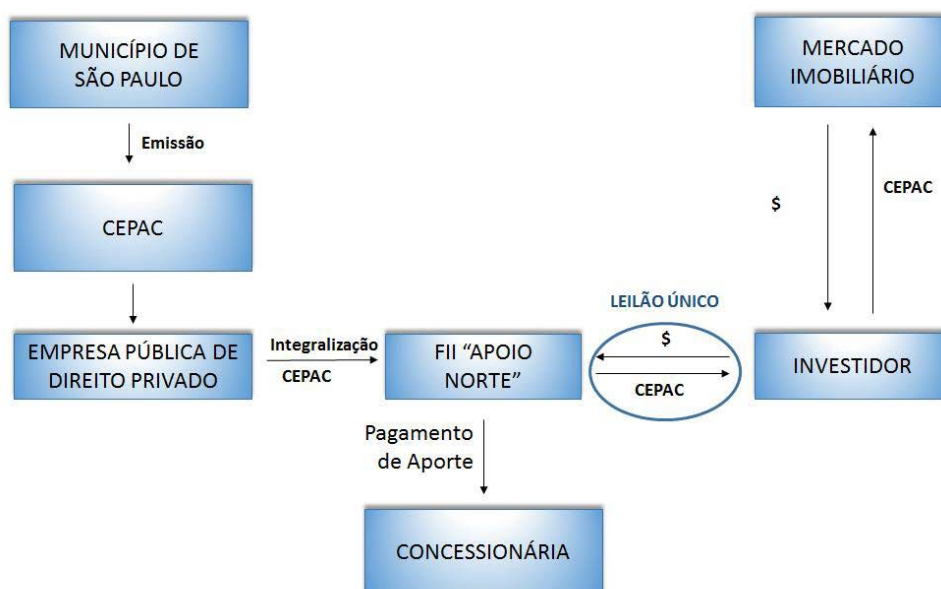 MUNICÍPIO DE
SÃO PAULO
MERCADO
IMOBILIÁRIO
Emissão
CEPAC
$
CEPAC
LEILÃO ÚNICO
EMPRESA PÚBLICA DE
DIREITO PRIVADO
Integralização
CEPAC
FII “APOIO
NORTE”
$
CEPAC
INVESTIDOR
Pagamento
de Aporte
CONCESSIONÁRIA